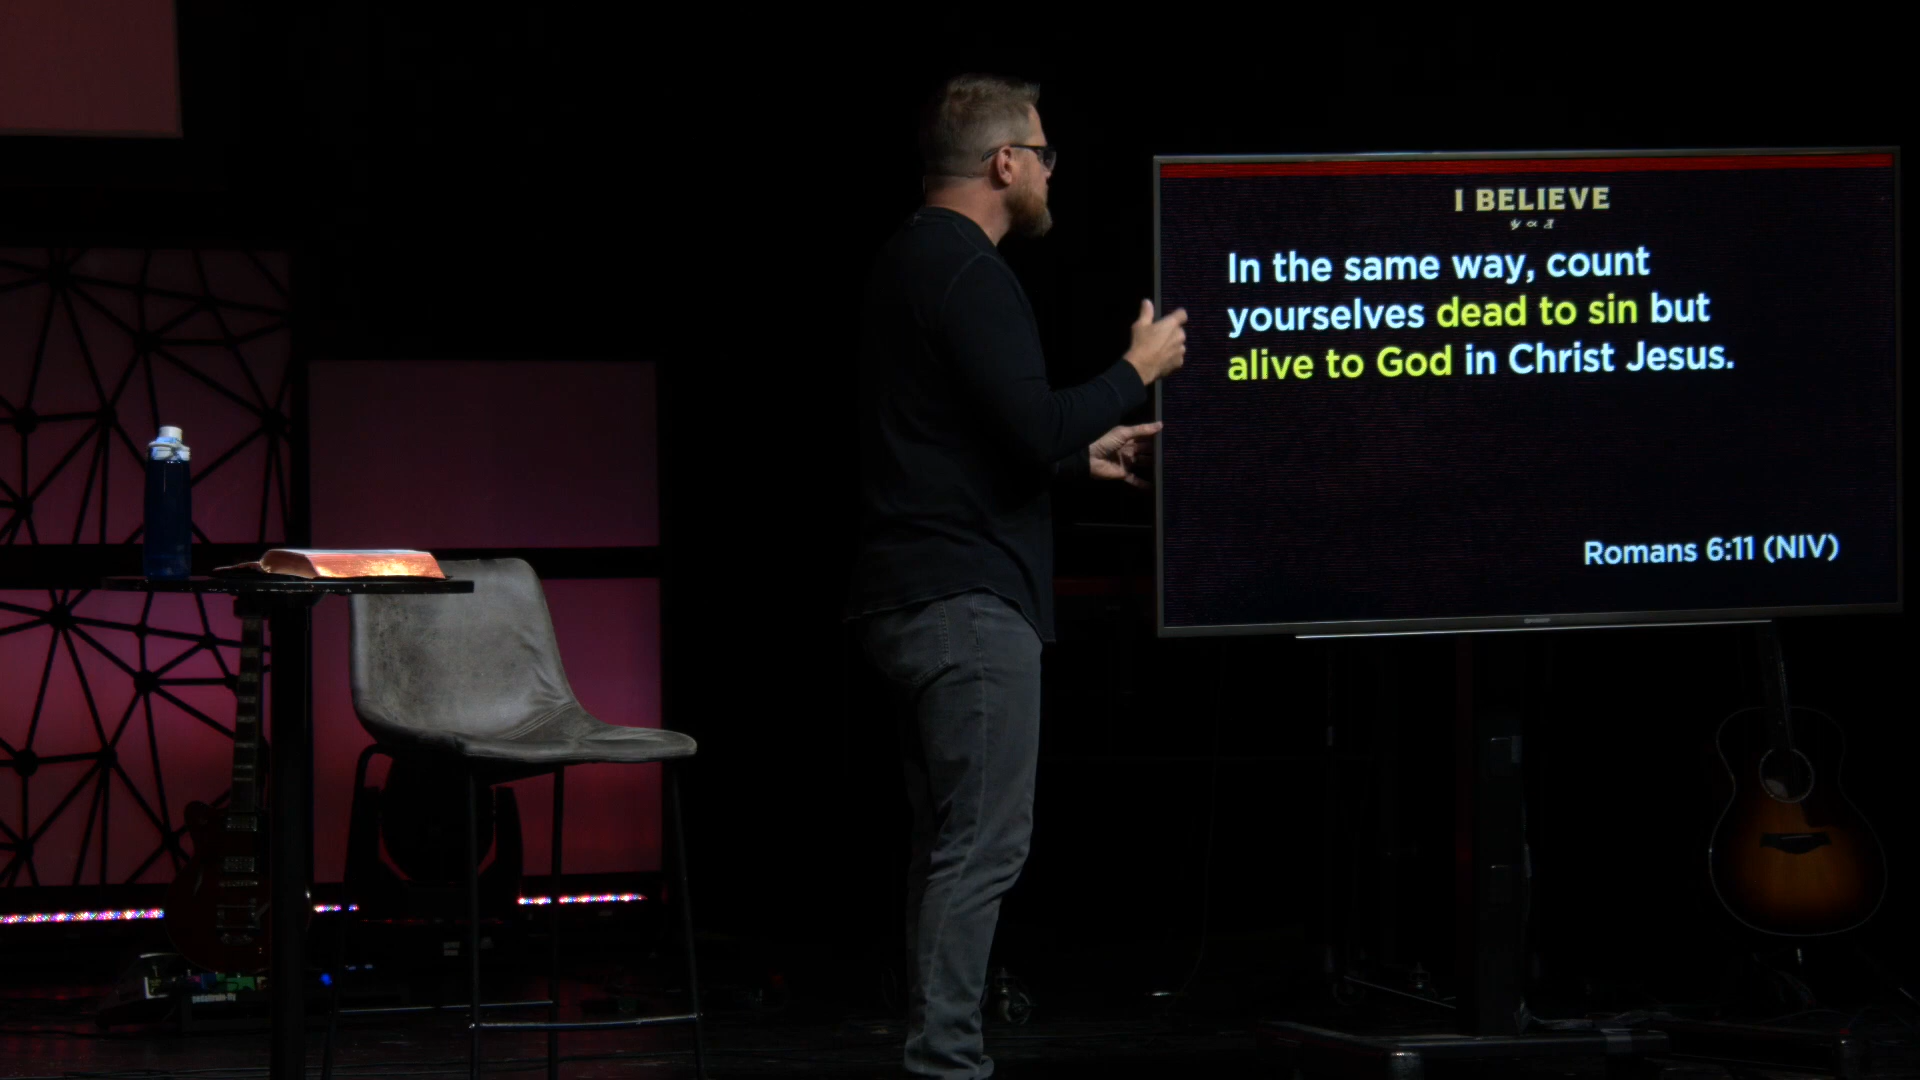 I BELIEVE
In the same way, count
yourselves dead to sin but
alive to God in Christ Jesus.
Romans 6:11 (NIV)